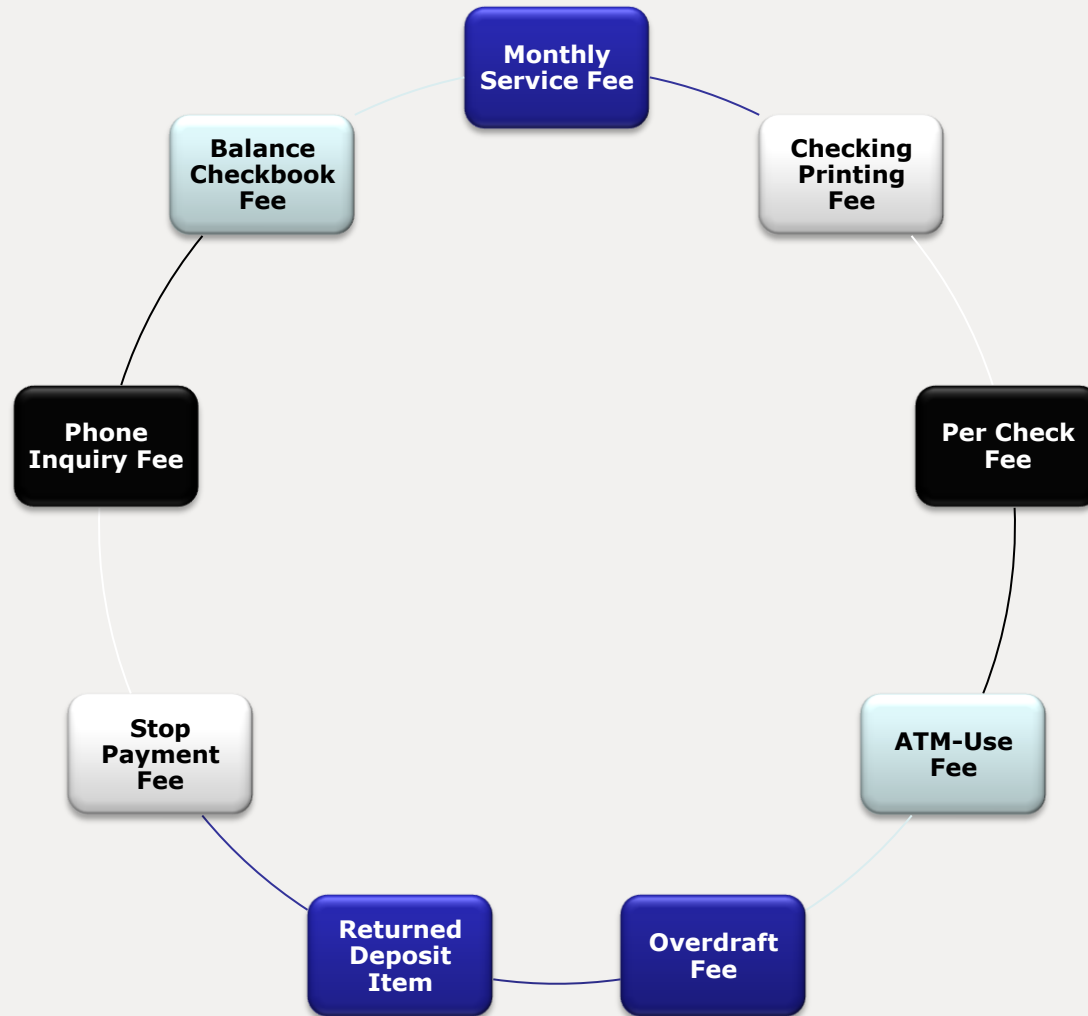 Monthly
Service Fee
Checking
Printing
Fee
Per Check
Fee
ATM-Use
Fee
Overdraft
Fee
Returned
Deposit
Item
Stop
Payment
Fee
Phone
Inquiry Fee
Balance
Checkbook
Fee